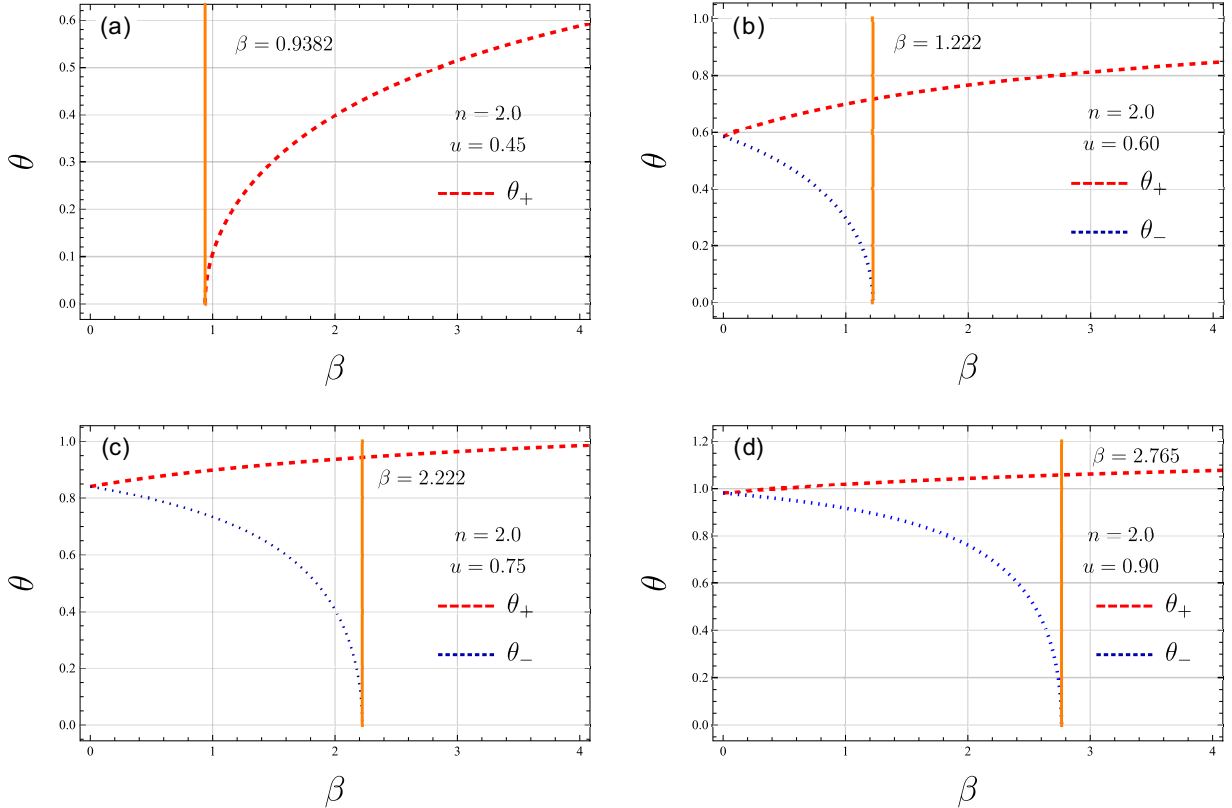 (a)
β = 0.9382
n = 2.0
u = 0.45
θ₊
θ
0.6
0.5
0.4
0.3
0.2
0.1
0.0
0 1 2 3 4
β
(b)
β = 1.222
n = 2.0
u = 0.60
θ₊
θ₋
θ
1.0
0.8
0.6
0.4
0.2
0.0
0 1 2 3 4
β
(c)
β = 2.222
n = 2.0
u = 0.75
θ₊
θ₋
θ
1.0
0.8
0.6
0.4
0.2
0.0
0 1 2 3 4
β
(d)
β = 2.765
n = 2.0
u = 0.90
θ₊
θ₋
θ
1.2
1.0
0.8
0.6
0.4
0.2
0.0
0 1 2 3 4
β